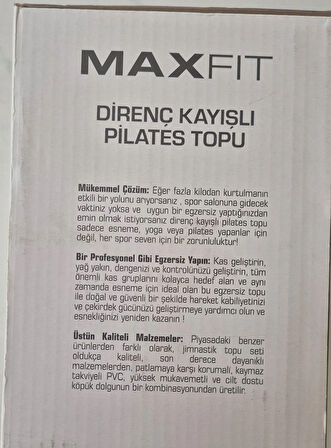 MAXFIT
DİRENÇ KAYIŞLI
PİLATES TOPU
Mükemmel Çözüm: Eğer fazla kilodan kurtulmanın
etkili bir yolunu arıyorsanız , spor salonuna gidecek
vaktiniz yoksa ve uygun bir egzersiz yaptığınızdan
emin olmak istiyorsanız direnç kayışlı pilates topu
sadece esneme, yoga veya pilates yapanlar için
değil, her spor seven için bir zorunluluktur!
Bir Profesyonel Gibi Egzersiz Yapın: Kas geliştirin,
yağ yakın, dengenizi ve kontrolünüzü geliştirin, tüm
önemli kas gruplarını kolayca hedef alan ve aynı
zamanda esneme için ideal olan bu egzersiz topu
ile doğal ve güvenli bir şekilde hareket kabiliyetinizi
ve çekirdek gücünüzü geliştirmeye yardımcı olun ve
esnekliğinizi yeniden kazanın !
Üstün Kaliteli Malzemeler: Piyasadaki benzer
ürünlerden farklı olarak, jimnastik topu seti
oldukça kaliteli, son derece dayanıklı
malzemelerden, patlamaya karşı korumalı, kaymaz
takviyeli PVC, yüksek mukavemetli ve cilt dostu
köpük dolgunun bir kombinasyonundan üretilir.